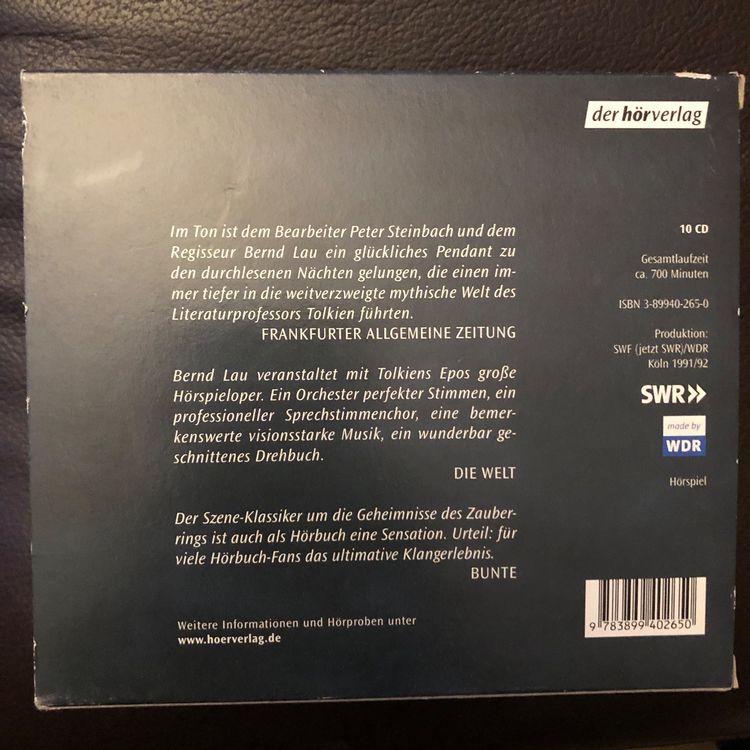 der hörverlag
Im Ton ist dem Bearbeiter Peter Steinbach und dem
Regisseur Bernd Lau ein glückliches Pendant zu
den durchlesenen Nächten gelungen, die einen im-
mer tiefer in die weitverzweigte mythische Welt des
Literaturprofessors Tolkien führten.
FRANKFURTER ALLGEMEINE ZEITUNG
Bernd Lau veranstaltet mit Tolkiens Epos große
Hörspieloper. Ein Orchester perfekter Stimmen, ein
professioneller Sprechstimmenchor, eine bemer-
kenswerte visionsstarke Musik, ein wunderbar ge-
schnittenes Drehbuch.
DIE WELT
Der Szene-Klassiker um die Geheimnisse des Zauber-
rings ist auch als Hörbuch eine Sensation. Urteil: für
viele Hörbuch-Fans das ultimative Klangerlebnis.
BUNTE
Weitere Informationen und Hörproben unter
www.hoerverlag.de
10 CD
Gesamtlaufzeit
ca. 700 Minuten
ISBN 3-89940-265-0
Produktion:
SWF (jetzt SWR)/WDR
Köln 1991/92
SWR
made by
WDR
Hörspiel
9 783899 402650